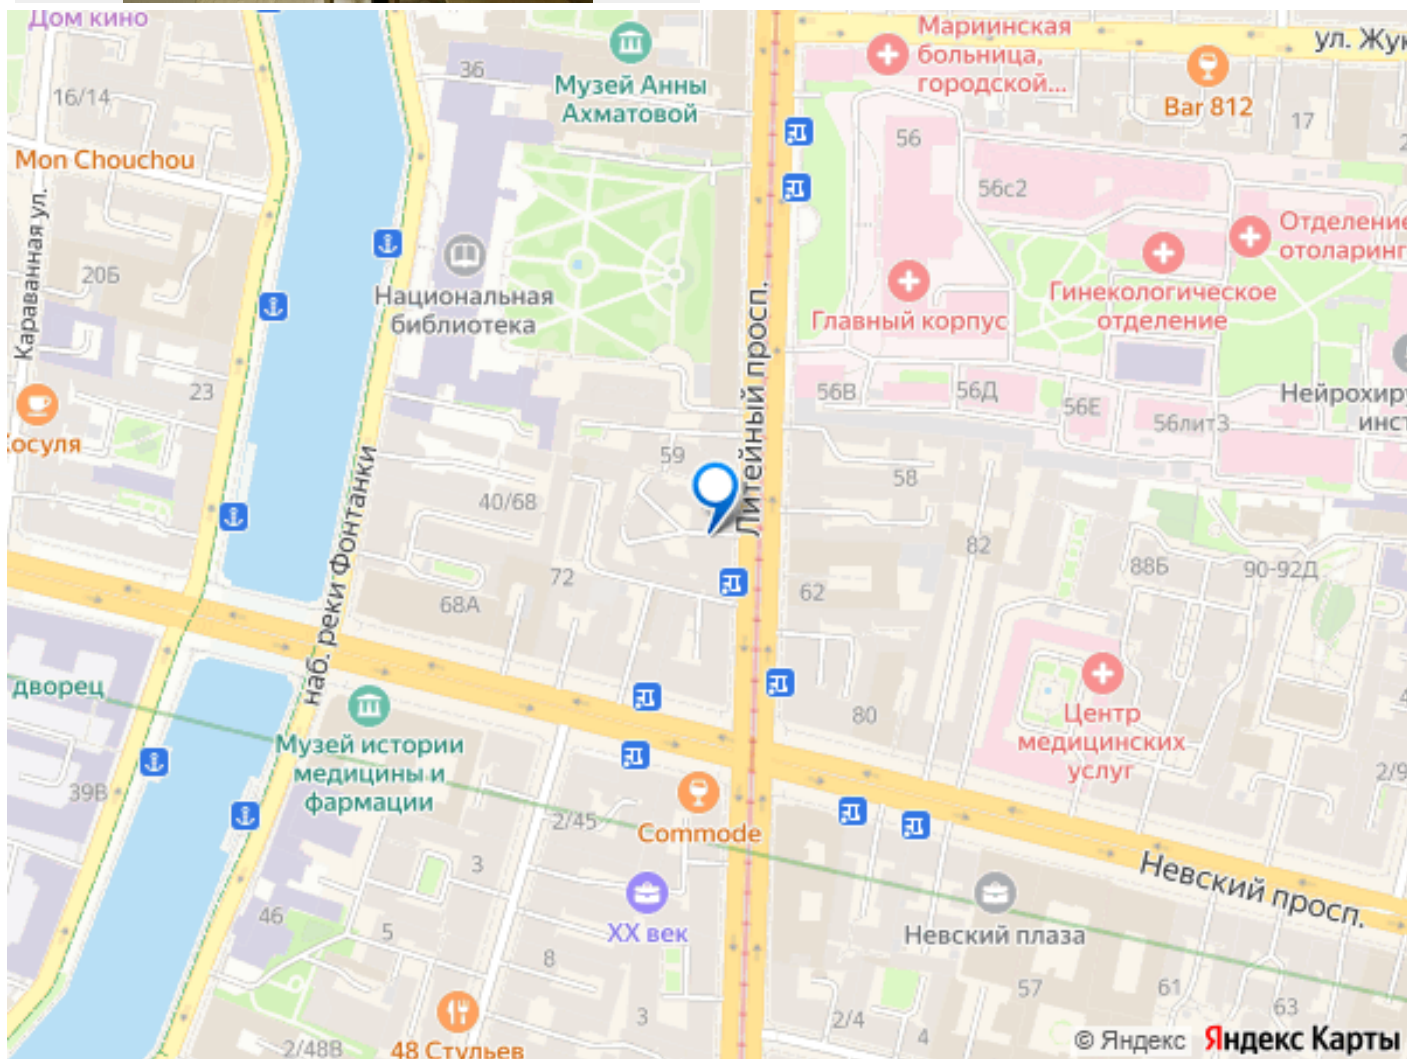 Дом кино
16/14
36
Музей Анны
Ахматовой
Мариинская
больница,
городской...
ул. Жук
Bar 812
17
56
56с2
Mon Chouchou
Караванная ул.
20Б
Национальная
библиотека
Отделение
отоларинг
Гинекологическое
отделение
Главный корпус
Литейный просп.
23
56В
56Д
56Е
56лит3
Нейрохиру
инст
Косуля
59
58
40/68
наб. реки Фонтанки
82
88Б
90-92Д
72
62
68А
дворец
80
Центр
медицинских
услуг
Музей истории
медицины и
фармации
39В
2/9
2/45
Commode
3
Невский просп.
46
5
XX век
Невский плаза
8
57
61
63
3
2/4
4
2/48В
48 Стульев
© Яндекс Яндекс Карты